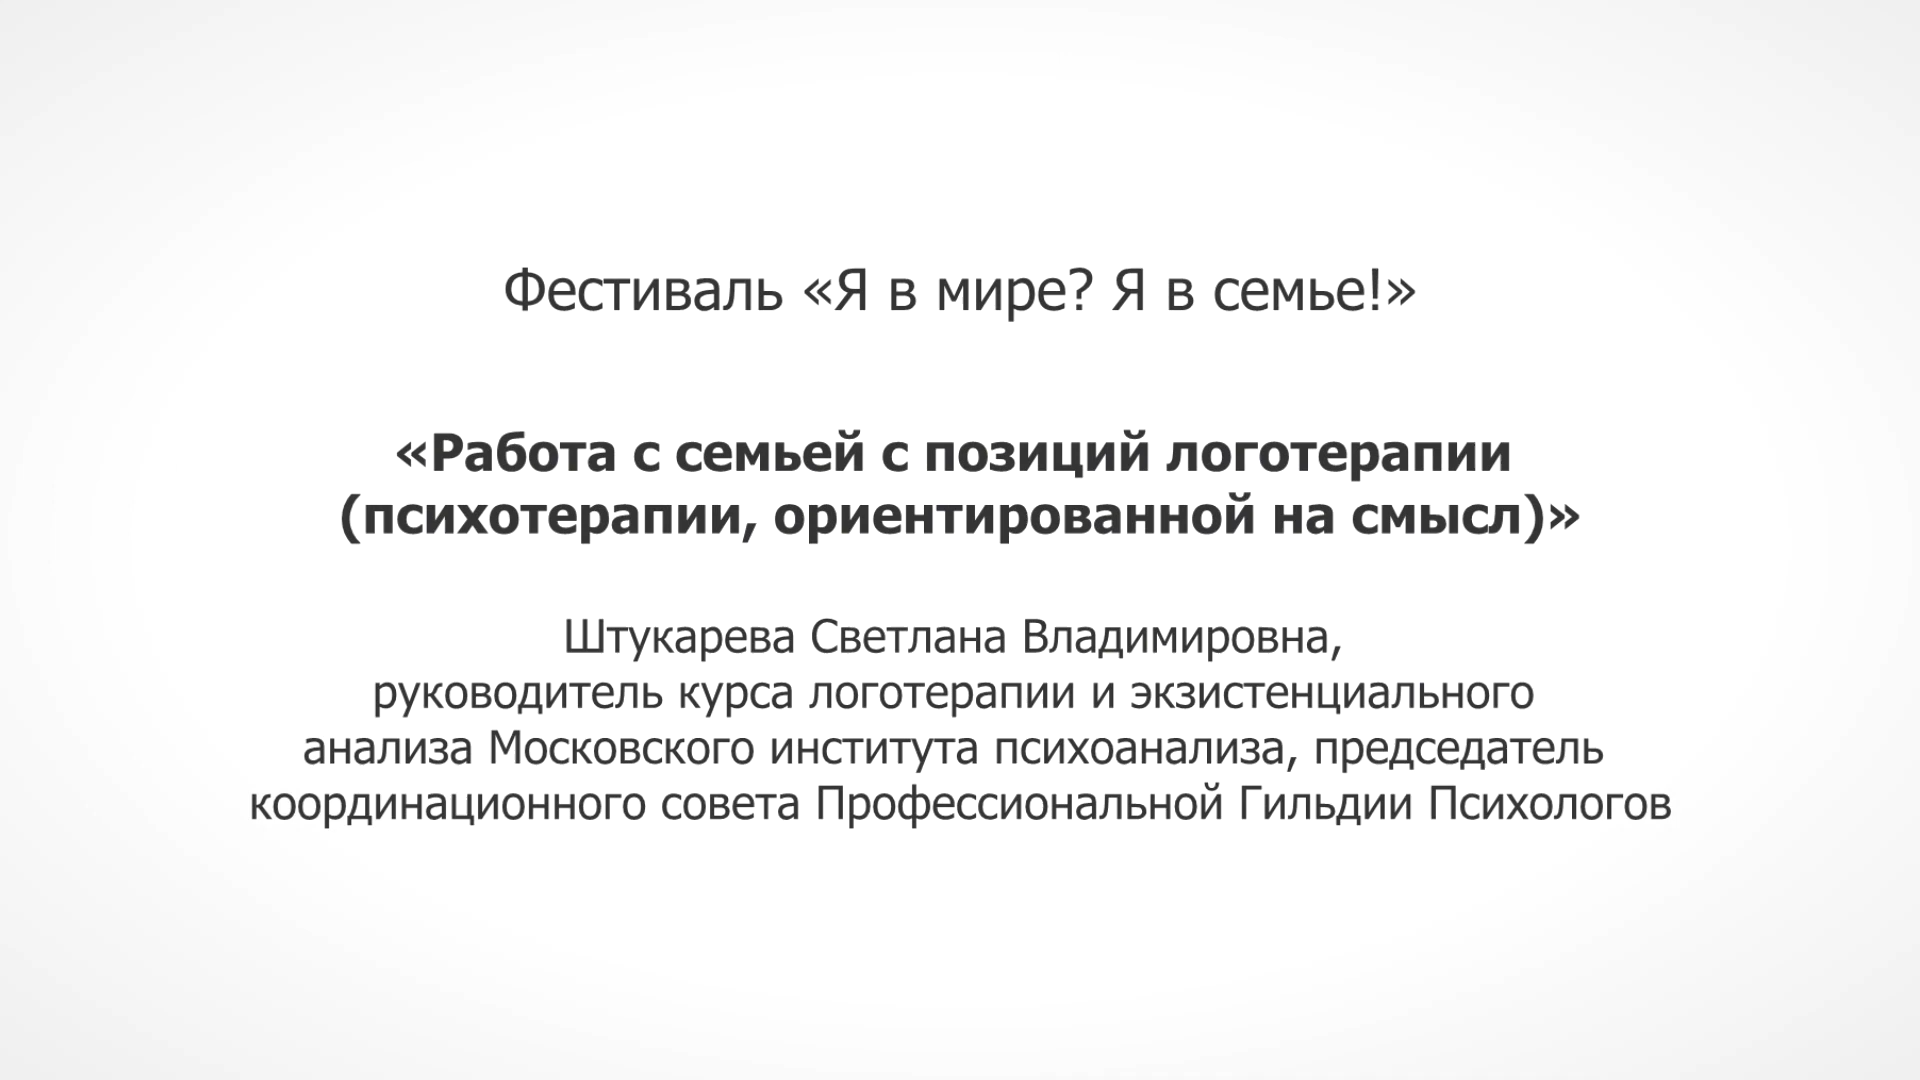 Фестиваль «Я в мире? Я в семье!»
«Работа с семьей с позиций логотерапии
(психотерапии, ориентированной на смысл)»
Штукарева Светлана Владимировна,
руководитель курса логотерапии и экзистенциального
анализа Московского института психоанализа, председатель
координационного совета Профессиональной Гильдии Психологов